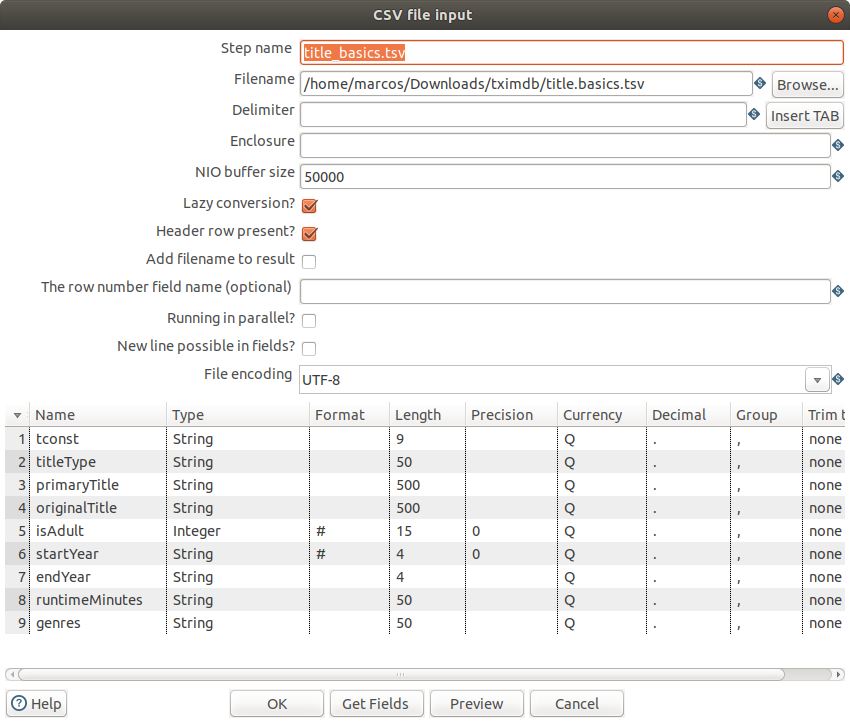 CSV file input
Step name title_basics.tsv
Filename /home/marcos/Downloads/tximdb/title.basics.tsv Browse...
Delimiter Insert TAB
Enclosure
NIO buffer size 50000
Lazy conversion?
Header row present?
Add filename to result
The row number field name (optional)
Running in parallel?
New line possible in fields?
File encoding UTF-8
Name Type Format Length Precision Currency Decimal Group Trim t
1 tconst String 9 Q . , none
2 titleType String 50 Q . , none
3 primaryTitle String 500 Q . , none
4 originalTitle String 500 Q . , none
5 isAdult Integer # 15 0 Q . , none
6 startYear String # 4 0 Q . , none
7 endYear String 4 Q . , none
8 runtimeMinutes String 50 Q . , none
9 genres String 50 Q . , none
Help OK Get Fields Preview Cancel